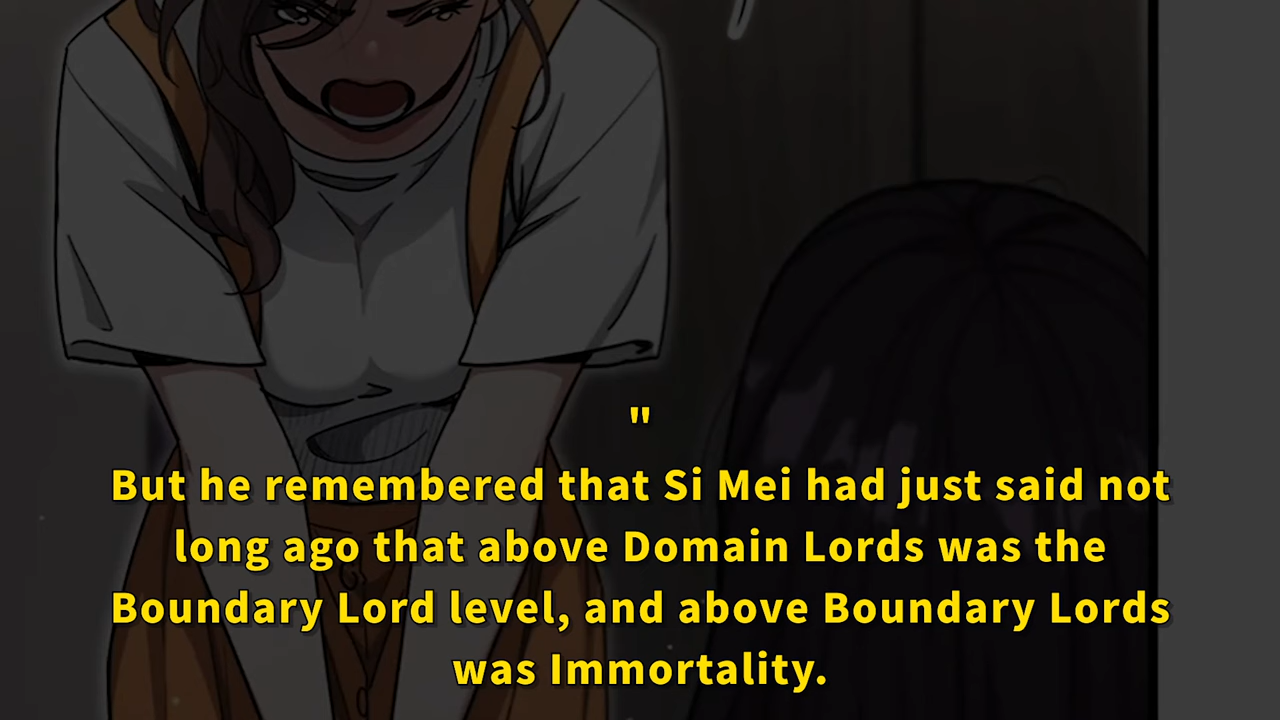 "
But he remembered that Si Mei had just said not
long ago that above Domain Lords was the
Boundary Lord level, and above Boundary Lords
was Immortality.